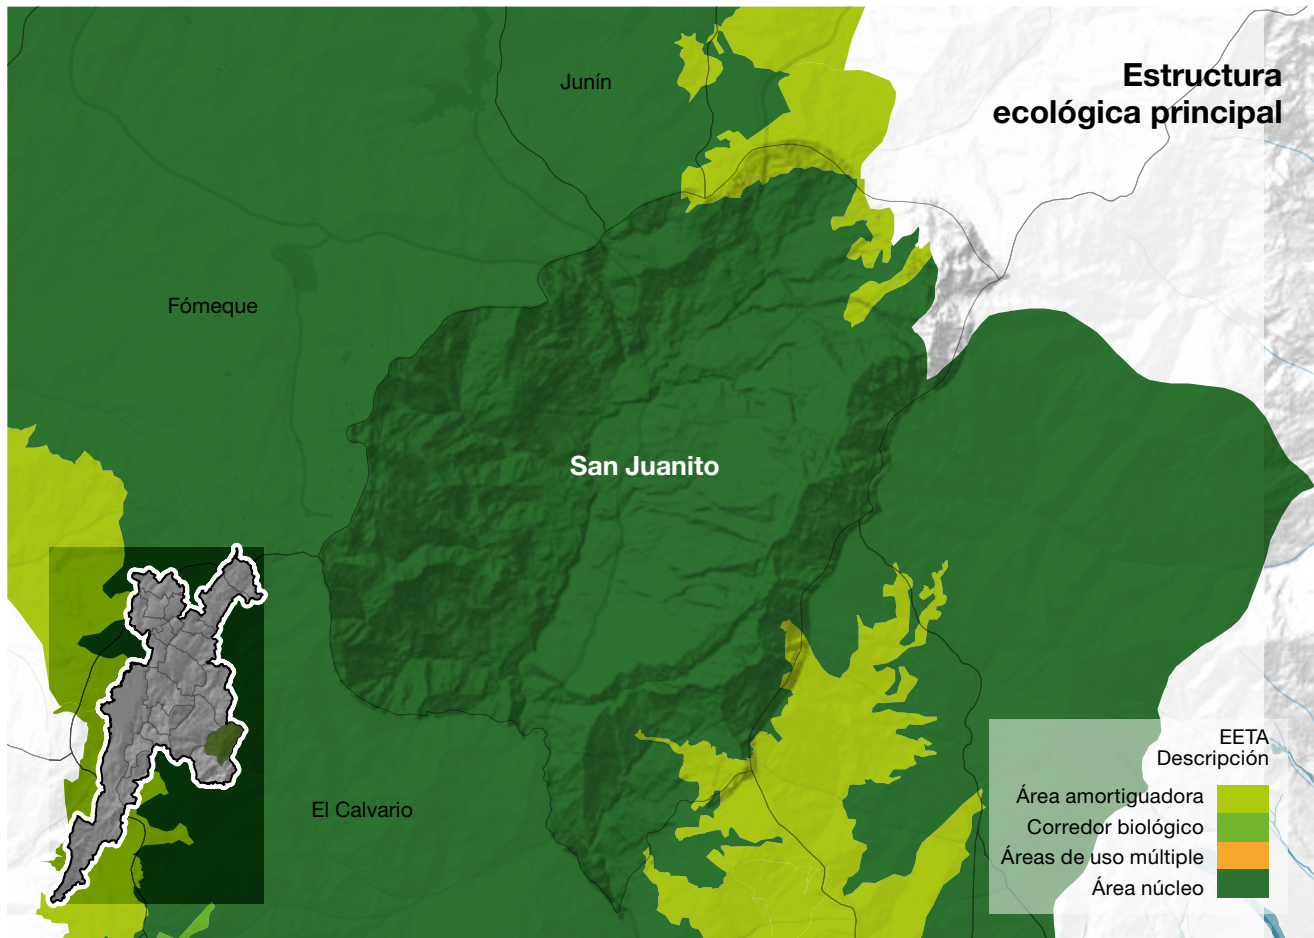 Estructura
ecológica principal
Junín
Fómeque
San Juanito
El Calvario
EETA
Descripción
Área amortiguadora
Corredor biológico
Áreas de uso múltiple
Área núcleo